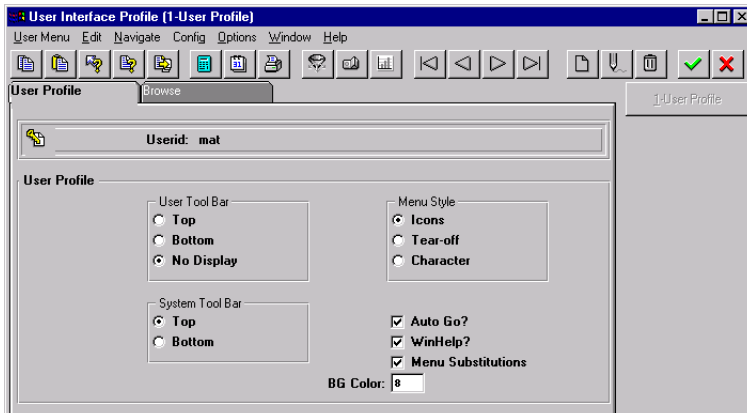 User Interface Profile (1-User Profile)
User Menu Edit Navigate Config Options Window Help
31
User Profile Browse
1-User Profile
Userid: mat
User Profile
User Tool Bar
Top
Bottom
No Display
Menu Style
Icons
Tear-off
Character
System Tool Bar
Top
Bottom
Auto Go?
WinHelp?
Menu Substitutions
BG Color: 8